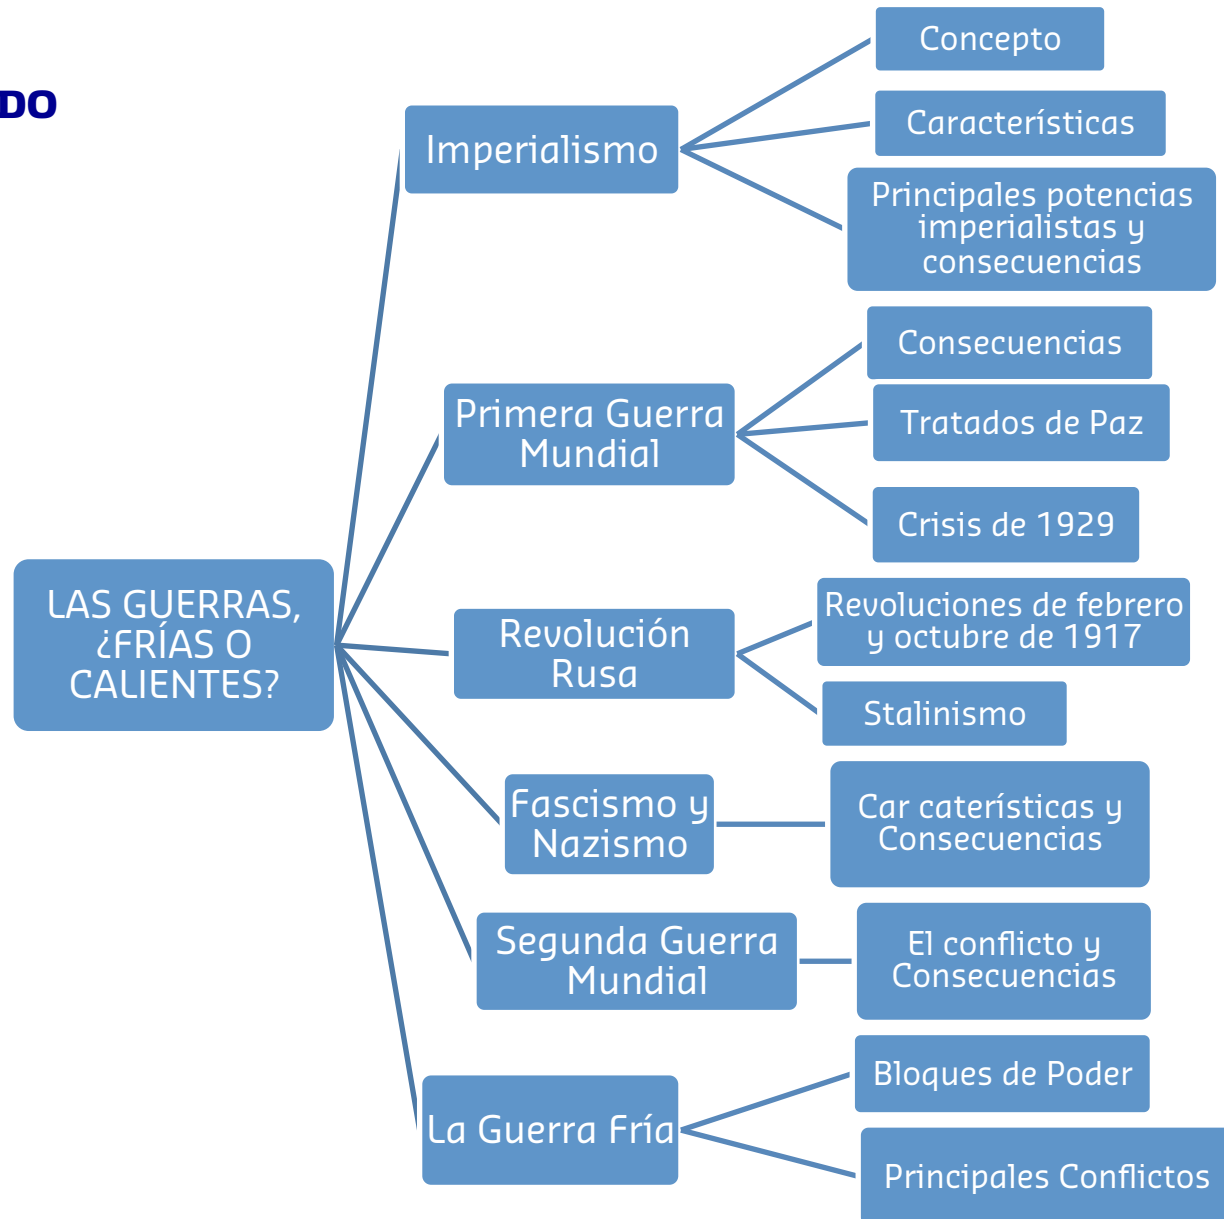 DO
Concepto
Imperialismo
Características
Principales potencias
imperialistas y
consecuencias
Primera Guerra
Mundial
Consecuencias
Tratados de Paz
Crisis de 1929
LAS GUERRAS,
¿FRÍAS O
CALIENTES?
Revolución
Rusa
Revoluciones de febrero
y octubre de 1917
Stalinismo
Fascismo y
Nazismo
Car caterísticas y
Consecuencias
Segunda Guerra
Mundial
El conflicto y
Consecuencias
La Guerra Fría
Bloques de Poder
Principales Conflictos